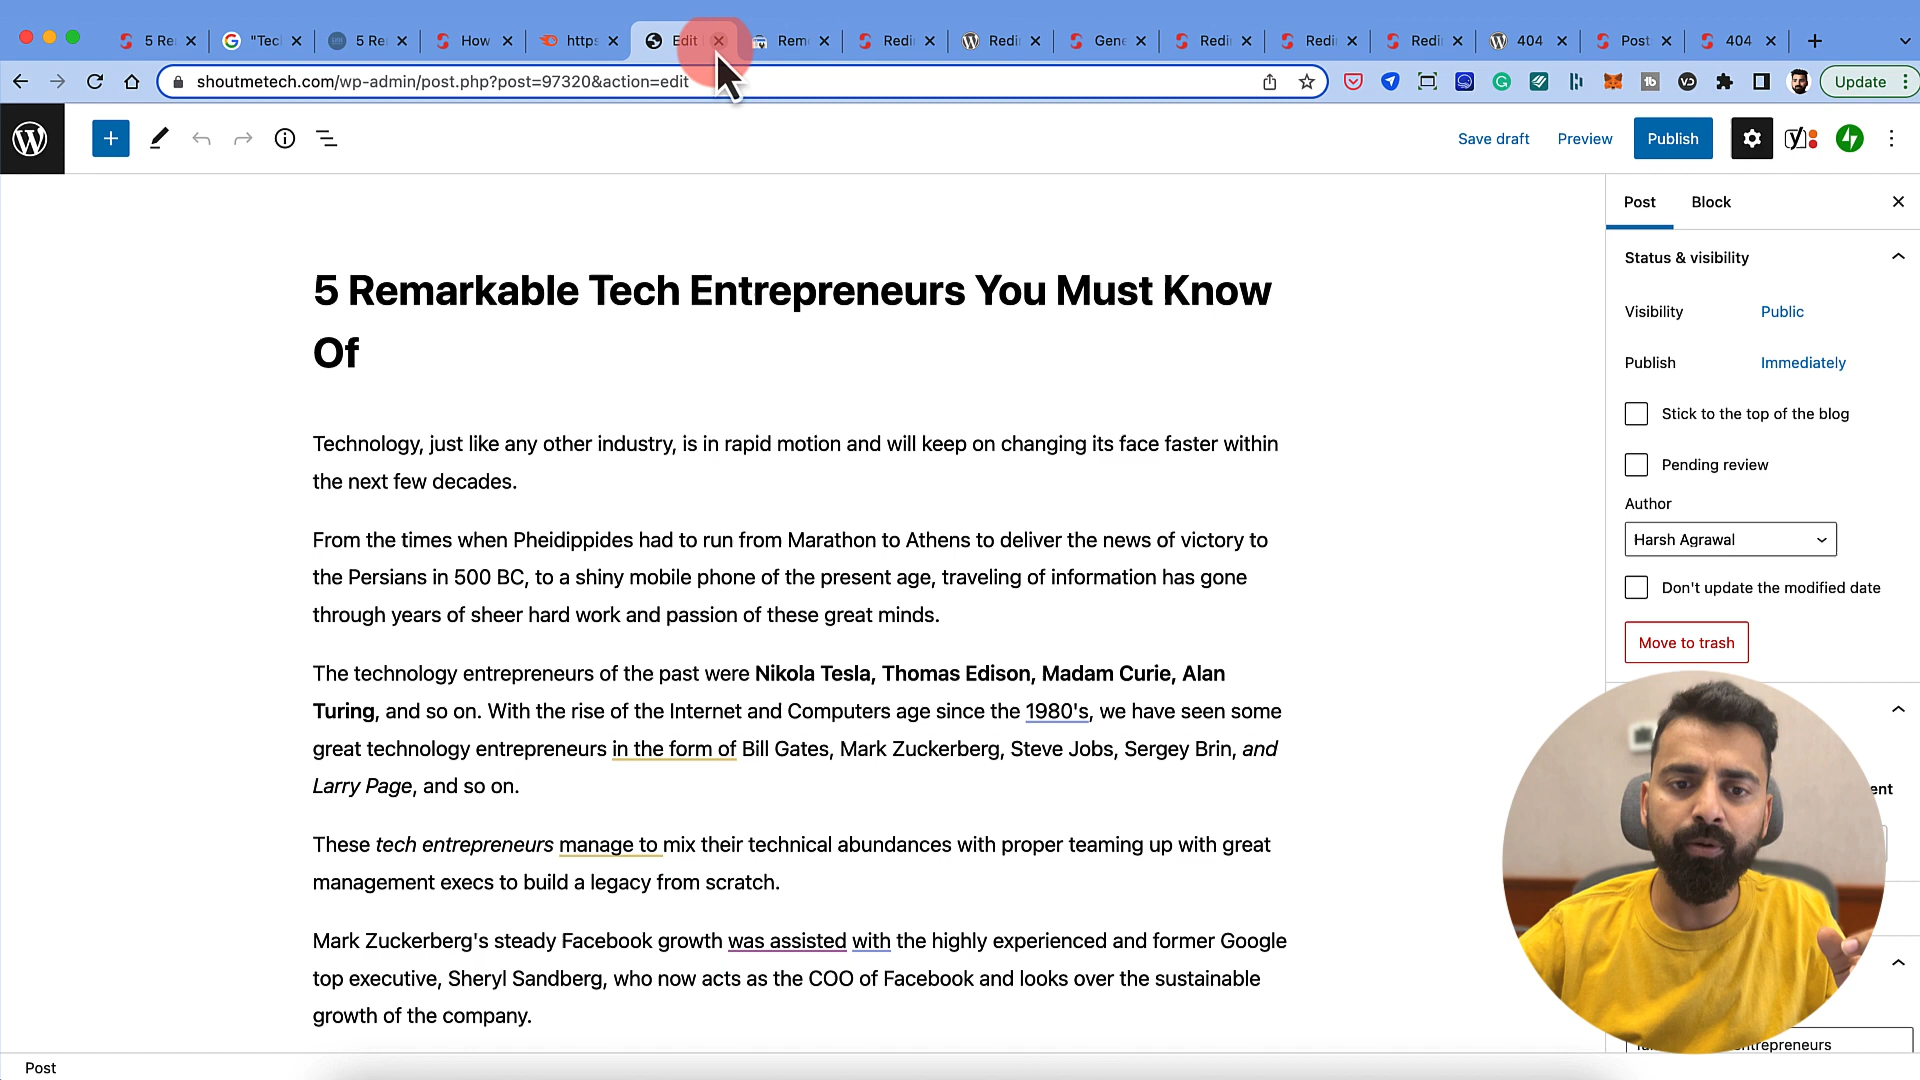 5 Re
"Tecl
5 Re
How
https
Edit
Rem
Redi
Redi
Gene
Redi
Redi
Redi
404
Post
404
shoutmetech.com/wp-admin/post.php?post=97320&action=edit
Update
Save draft
Preview
Publish
Post
Block
5 Remarkable Tech Entrepreneurs You Must Know
Of
Technology, just like any other industry, is in rapid motion and will keep on changing its face faster within
the next few decades.
From the times when Pheidippides had to run from Marathon to Athens to deliver the news of victory to
the Persians in 500 BC, to a shiny mobile phone of the present age, traveling of information has gone
through years of sheer hard work and passion of these great minds.
The technology entrepreneurs of the past were Nikola Tesla, Thomas Edison, Madam Curie, Alan
Turing, and so on. With the rise of the Internet and Computers age since the 1980's, we have seen some
great technology entrepreneurs in the form of Bill Gates, Mark Zuckerberg, Steve Jobs, Sergey Brin, and
Larry Page, and so on.
These tech entrepreneurs manage to mix their technical abundances with proper teaming up with great
management execs to build a legacy from scratch.
Mark Zuckerberg's steady Facebook growth was assisted with the highly experienced and former Google
top executive, Sheryl Sandberg, who now acts as the COO of Facebook and looks over the sustainable
growth of the company.
Status & visibility
Visibility
Public
Publish
Immediately
Stick to the top of the blog
Pending review
Author
Harsh Agrawal
Don't update the modified date
Move to trash
ent
ntrepreneurs
Post